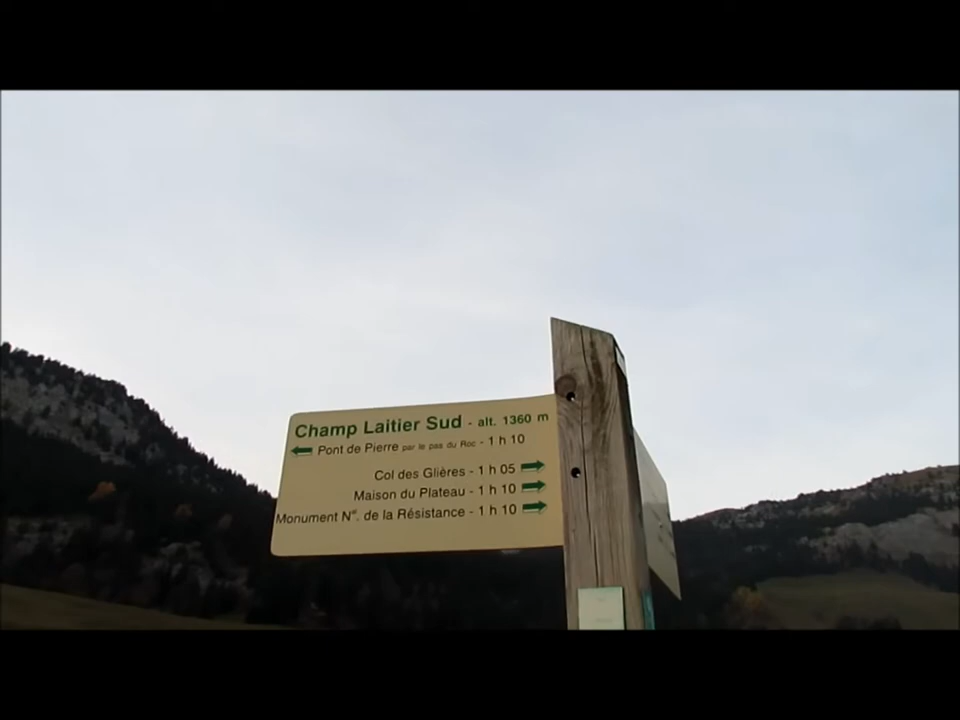 Champ Laitier Sud - alt. 1360 m
Pont de Pierre par le pas du Roc - 1 h 10
Col des Glières - 1 h 05
Maison du Plateau - 1 h 10
Monument Nal. de la Résistance - 1 h 10